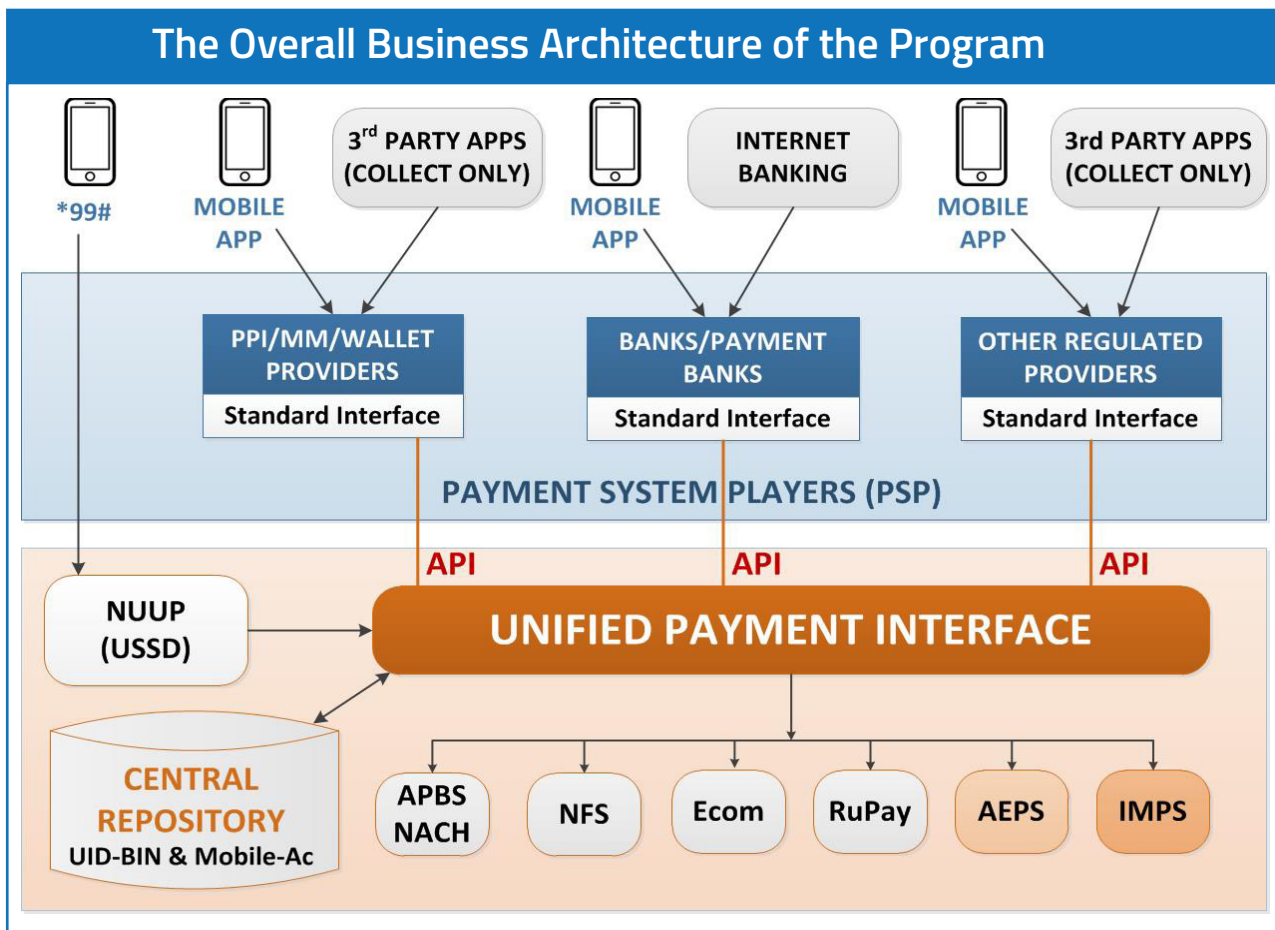 The Overall Business Architecture of the Program
*99#
MOBILE
APP
3rd PARTY APPS
(COLLECT ONLY)
MOBILE
APP
INTERNET
BANKING
MOBILE
APP
3rd PARTY APPS
(COLLECT ONLY)
PPI/MM/WALLET
PROVIDERS
Standard Interface
BANKS/PAYMENT
BANKS
Standard Interface
OTHER REGULATED
PROVIDERS
Standard Interface
PAYMENT SYSTEM PLAYERS (PSP)
API
API
API
NUUP
(USSD)
UNIFIED PAYMENT INTERFACE
CENTRAL
REPOSITORY
UID-BIN & Mobile-Ac
APBS
NACH
NFS
Ecom
RuPay
AEPS
IMPS